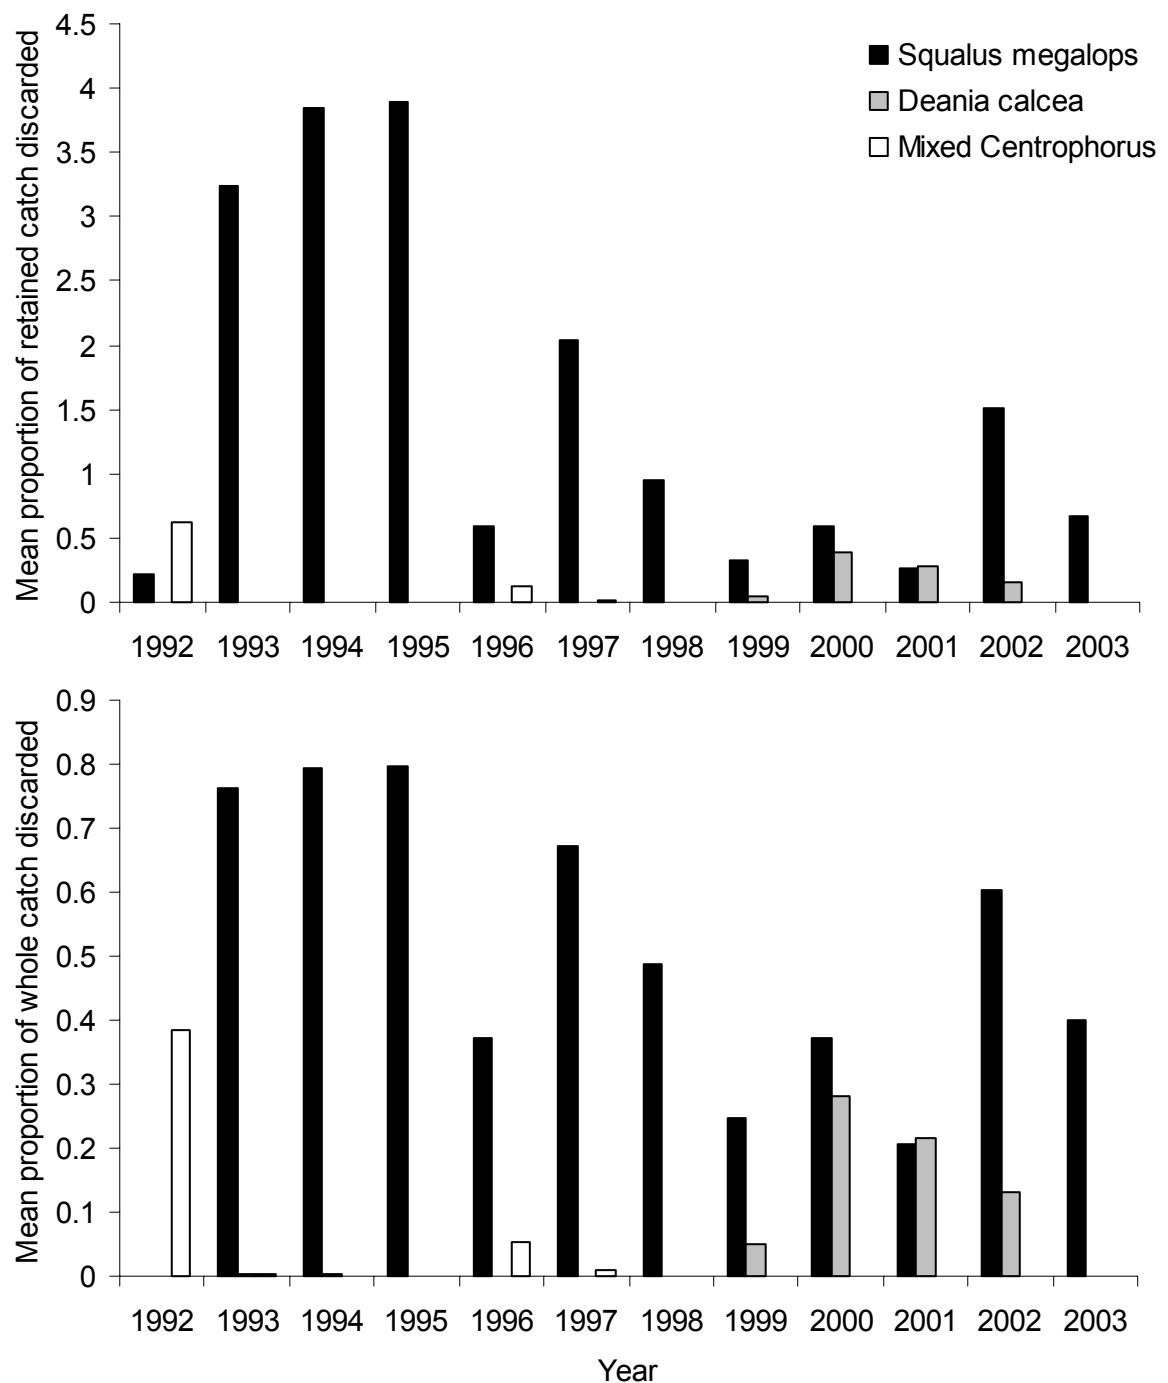 Mean proportion of retained catch discarded
4.5
4
3.5
3
2.5
2
1.5
1
0.5
0
Squalus megalops
Deania calcea
Mixed Centrophorus
1992 1993 1994 1995 1996 1997 1998 1999 2000 2001 2002 2003
Mean proportion of whole catch discarded
0.9
0.8
0.7
0.6
0.5
0.4
0.3
0.2
0.1
0
1992 1993 1994 1995 1996 1997 1998 1999 2000 2001 2002 2003
Year